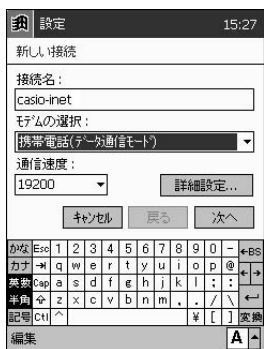 設定 15:27
新しい接続
接続名:
casio-inet
モデムの選択:
携帯電話(データ通信モード)
通信速度:
19200 詳細設定...
キャンセル 戻る 次へ
かな Esc 1 2 3 4 5 6 7 8 9 0 - ←BS
カナ →| q w e r t y u i o p @ ← →
英数 Cap a s d f g h j k l ; :
半角 ⇧ z x c v b n m , . / \ ↵
記号 Ctl ^ ¥ [ ] 変換
編集 A